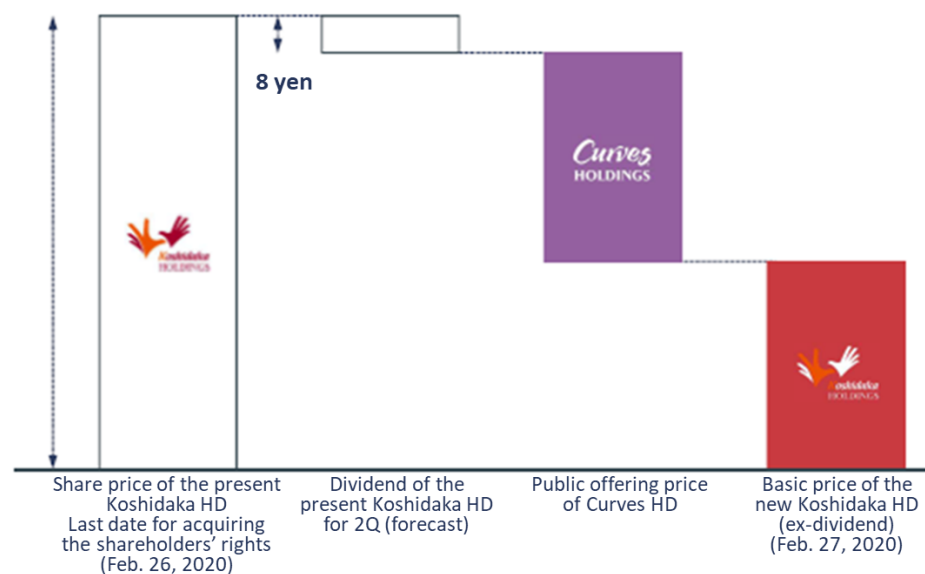 8 yen
Curves
HOLDINGS
Koshidaka
HOLDINGS
Koshidaka
HOLDINGS
Share price of the present
Koshidaka HD
Last date for acquiring
the shareholders’ rights
(Feb. 26, 2020)
Dividend of the
present Koshidaka HD
for 2Q (forecast)
Public offering price
of Curves HD
Basic price of the
new Koshidaka HD
(ex-dividend)
(Feb. 27, 2020)